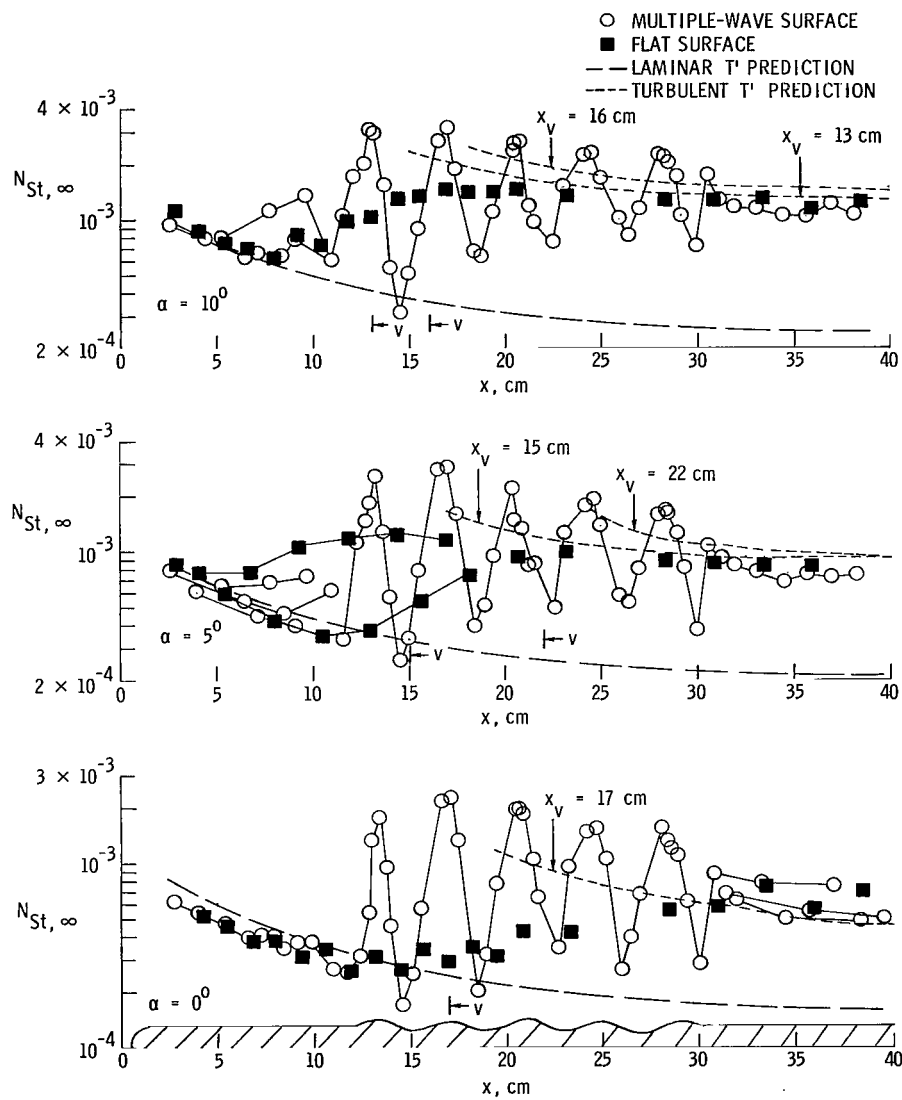 MULTIPLE-WAVE SURFACE
FLAT SURFACE
LAMINAR T' PREDICTION
TURBULENT T' PREDICTION
4 × 10⁻³
x_v = 16 cm
x_v = 13 cm
N_St, ∞
10⁻³
α = 10⁰
v v
2 × 10⁻⁴
0 5 10 15 20 25 30 35 40
x, cm
4 × 10⁻³
x_v = 15 cm
x_v = 22 cm
N_St, ∞
10⁻³
α = 5⁰
v
v
2 × 10⁻⁴
0 5 10 15 20 25 30 35 40
x, cm
3 × 10⁻³
x_v = 17 cm
10⁻³
N_St, ∞
α = 0⁰
v
10⁻⁴
0 5 10 15 20 25 30 35 40
x, cm